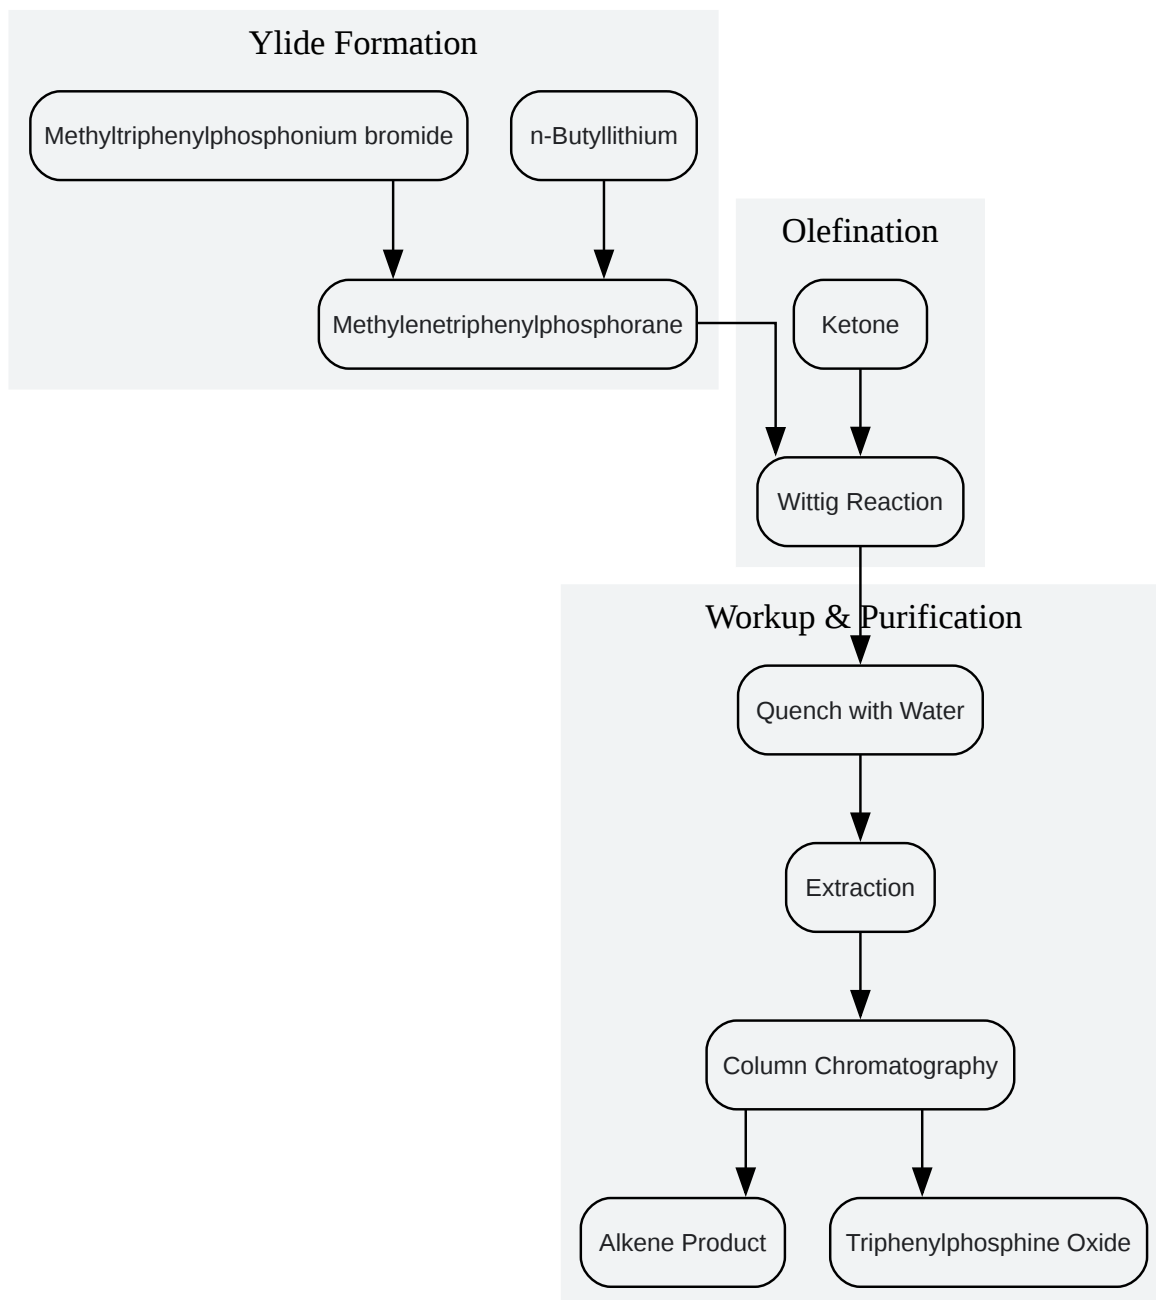 Ylide Formation
Methyltriphenylphosphonium bromide
n-Butyllithium
Methylenetriphenylphosphorane
Olefination
Ketone
Wittig Reaction
Workup & Purification
Quench with Water
Extraction
Column Chromatography
Alkene Product
Triphenylphosphine Oxide